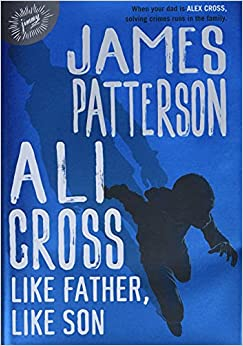 jimmy
When your dad is ALEX CROSS,
solving crimes runs in the family.
JAMES
PATTERSON
ALI
CROSS
LIKE FATHER,
LIKE SON